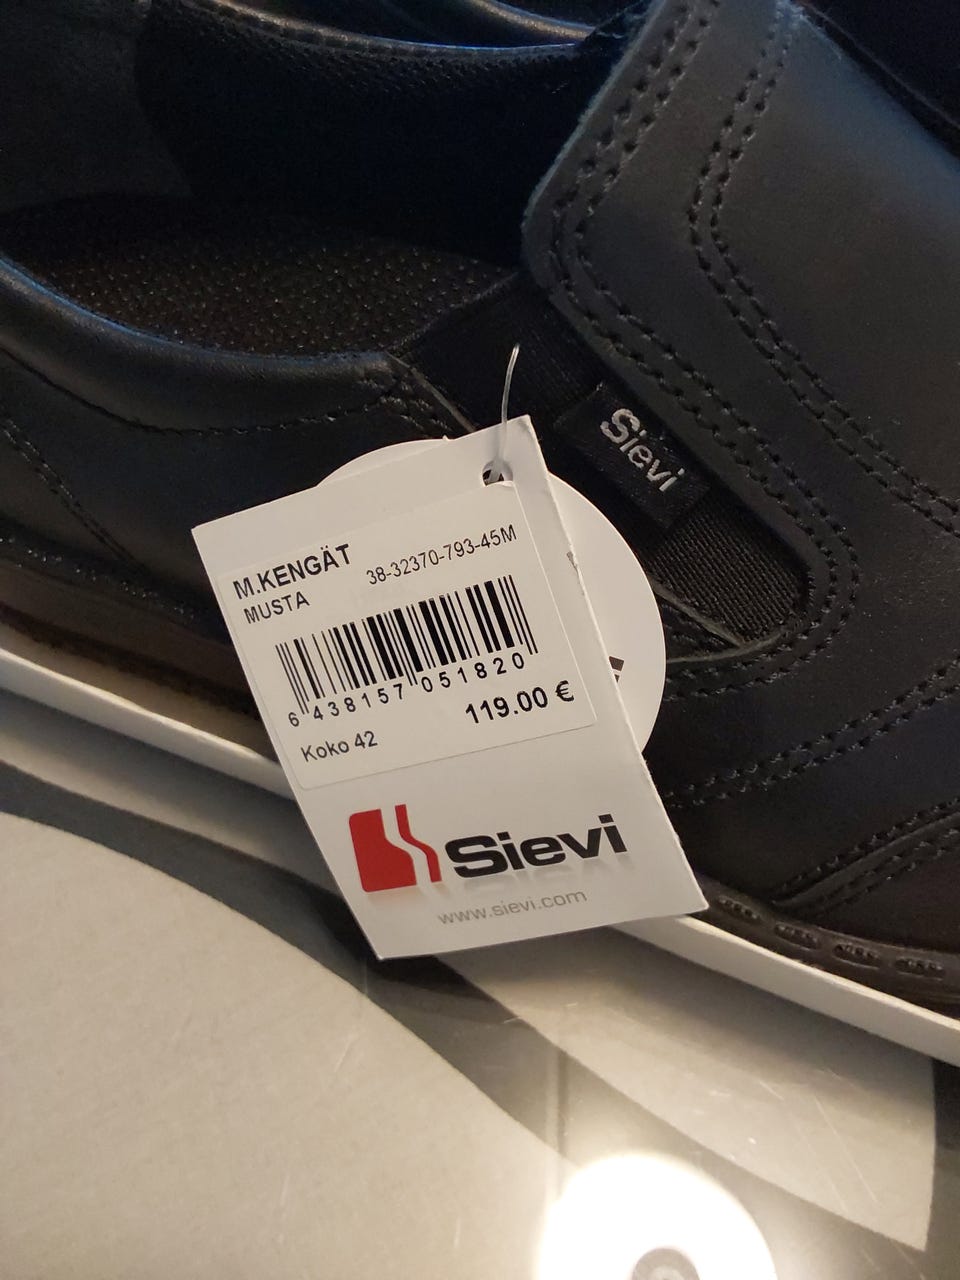 Sievi
M.KENGÄT
38-32370-793-45M
MUSTA
6 438157 051820
Koko 42
119.00 €
Sievi
www.sievi.com